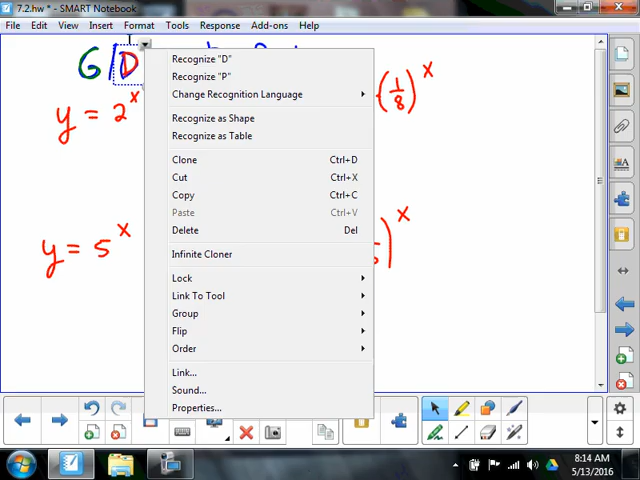 7.2.hw * - SMART Notebook
File Edit View Insert Format Tools Response Add-ons Help
G/D
y = 2^x
(1/8)^x
y = 5^x
)^x
Recognize "D"
Recognize "P"
Change Recognition Language
Recognize as Shape
Recognize as Table
Clone Ctrl+D
Cut Ctrl+X
Copy Ctrl+C
Paste Ctrl+V
Delete Del
Infinite Cloner
Lock
Link To Tool
Group
Flip
Order
Link...
Sound...
Properties...
8:14 AM
5/13/2016